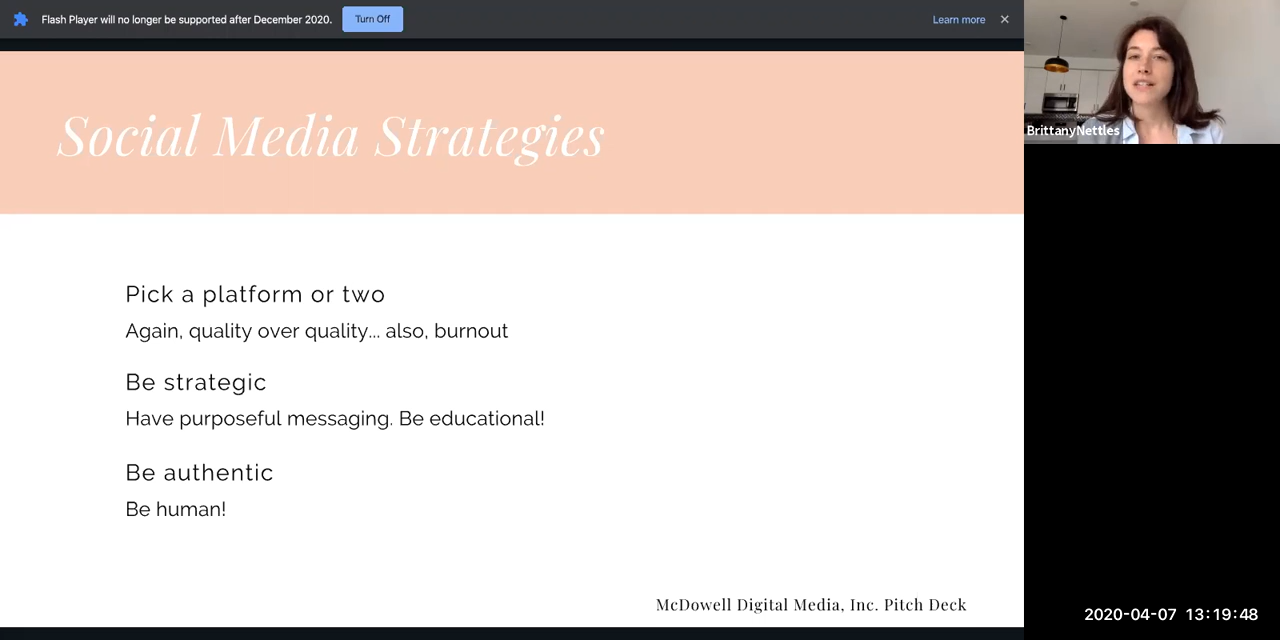 Flash Player will no longer be supported after December 2020. Turn Off Learn more
Social Media Strategies
Pick a platform or two
Again, quality over quality... also, burnout
Be strategic
Have purposeful messaging. Be educational!
Be authentic
Be human!
McDowell Digital Media, Inc. Pitch Deck
BrittanyNettles
2020-04-07 13:19:48